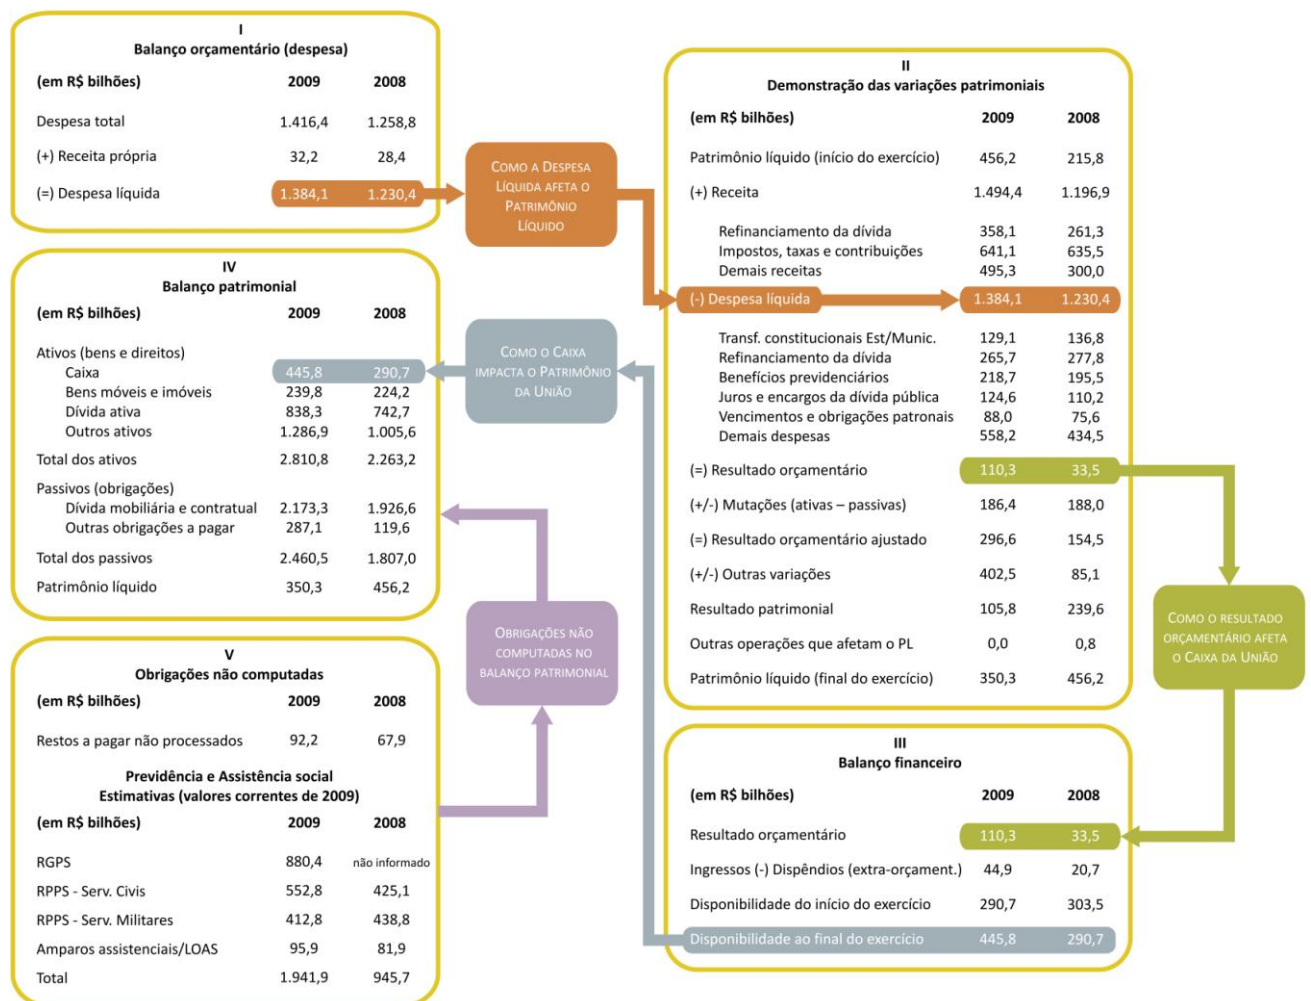 I
Balanço orçamentário (despesa)
(em R$ bilhões) 2009 2008
Despesa total 1.416,4 1.258,8
(+) Receita própria 32,2 28,4
(=) Despesa líquida 1.384,1 1.230,4
COMO A DESPESA
LÍQUIDA AFETA O
PATRIMÔNIO
LÍQUIDO
II
Demonstração das variações patrimoniais
(em R$ bilhões) 2009 2008
Patrimônio líquido (início do exercício) 456,2 215,8
(+) Receita 1.494,4 1.196,9
Refinanciamento da dívida 358,1 261,3
Impostos, taxas e contribuições 641,1 635,5
Demais receitas 495,3 300,0
(-) Despesa líquida 1.384,1 1.230,4
Transf. constitucionais Est/Munic. 129,1 136,8
Refinanciamento da dívida 265,7 277,8
Benefícios previdenciários 218,7 195,5
Juros e encargos da dívida pública 124,6 110,2
Vencimentos e obrigações patronais 88,0 75,6
Demais despesas 558,2 434,5
(=) Resultado orçamentário 110,3 33,5
(+/-) Mutações (ativas – passivas) 186,4 188,0
(=) Resultado orçamentário ajustado 296,6 154,5
(+/-) Outras variações 402,5 85,1
Resultado patrimonial 105,8 239,6
Outras operações que afetam o PL 0,0 0,8
Patrimônio líquido (final do exercício) 350,3 456,2
COMO O RESULTADO
ORÇAMENTÁRIO AFETA
O CAIXA DA UNIÃO
III
Balanço financeiro
(em R$ bilhões) 2009 2008
Resultado orçamentário 110,3 33,5
Ingressos (-) Dispêndios (extra-orçament.) 44,9 20,7
Disponibilidade do início do exercício 290,7 303,5
Disponibilidade ao final do exercício 445,8 290,7
COMO O CAIXA
IMPACTA O PATRIMÔNIO
DA UNIÃO
IV
Balanço patrimonial
(em R$ bilhões) 2009 2008
Ativos (bens e direitos)
Caixa 445,8 290,7
Bens móveis e imóveis 239,8 224,2
Dívida ativa 838,3 742,7
Outros ativos 1.286,9 1.005,6
Total dos ativos 2.810,8 2.263,2
Passivos (obrigações)
Dívida mobiliária e contratual 2.173,3 1.926,6
Outras obrigações a pagar 287,1 119,6
Total dos passivos 2.460,5 1.807,0
Patrimônio líquido 350,3 456,2
OBRIGAÇÕES NÃO
COMPUTADAS NO
BALANÇO PATRIMONIAL
V
Obrigações não computadas
(em R$ bilhões) 2009 2008
Restos a pagar não processados 92,2 67,9
Previdência e Assistência social
Estimativas (valores correntes de 2009)
(em R$ bilhões) 2009 2008
RGPS 880,4 não informado
RPPS - Serv. Civis 552,8 425,1
RPPS - Serv. Militares 412,8 438,8
Amparos assistenciais/LOAS 95,9 81,9
Total 1.941,9 945,7